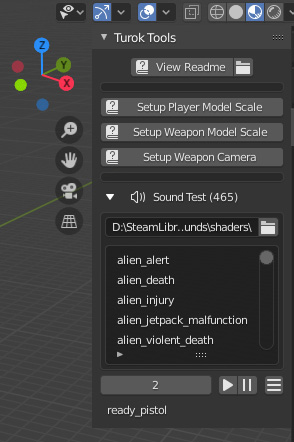 Turok Tools
Z
Y
X
View Readme
Setup Player Model Scale
Setup Weapon Model Scale
Setup Weapon Camera
Sound Test (465)
D:\SteamLibr..unds\shaders\
alien_alert
alien_death
alien_injury
alien_jetpack_malfunction
alien_violent_death
2
ready_pistol